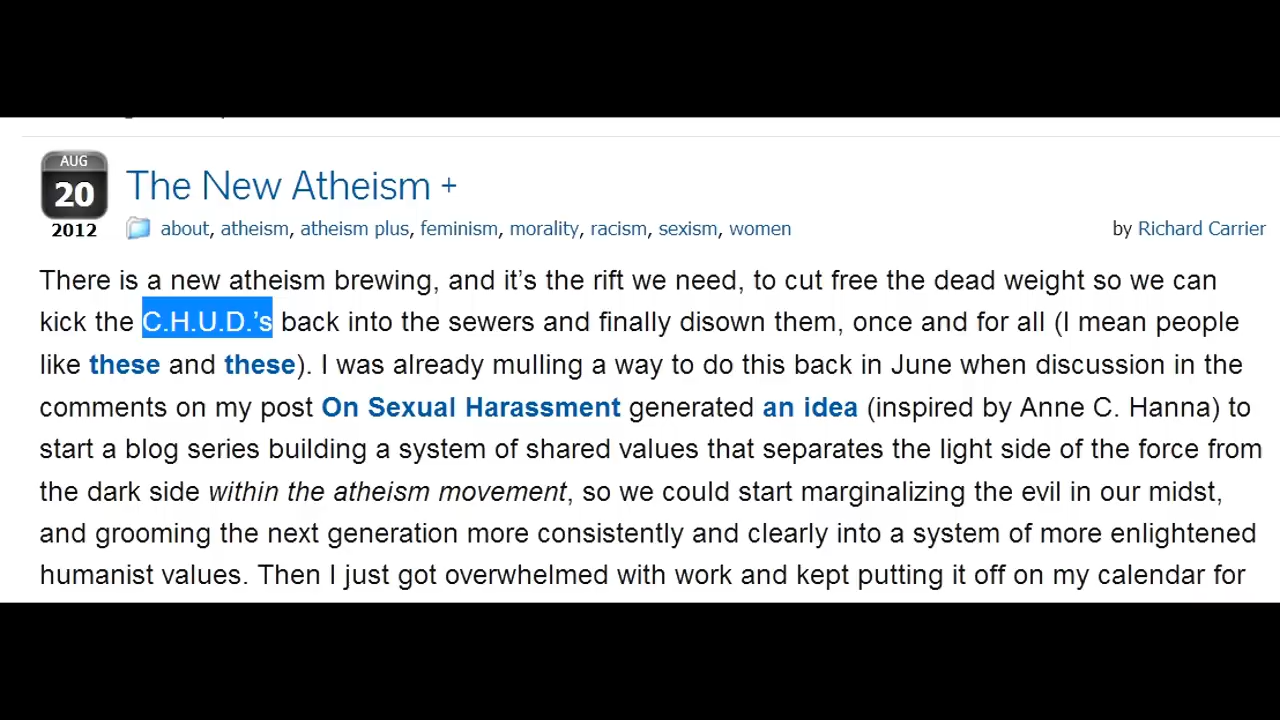 AUG
20
2012
The New Atheism +
about, atheism, atheism plus, feminism, morality, racism, sexism, women
by Richard Carrier
There is a new atheism brewing, and it’s the rift we need, to cut free the dead weight so we can
kick the C.H.U.D.’s back into the sewers and finally disown them, once and for all (I mean people
like these and these). I was already mulling a way to do this back in June when discussion in the
comments on my post On Sexual Harassment generated an idea (inspired by Anne C. Hanna) to
start a blog series building a system of shared values that separates the light side of the force from
the dark side within the atheism movement, so we could start marginalizing the evil in our midst,
and grooming the next generation more consistently and clearly into a system of more enlightened
humanist values. Then I just got overwhelmed with work and kept putting it off on my calendar for